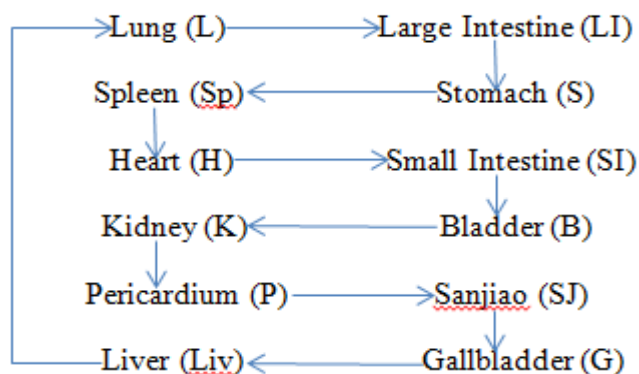 Lung (L) Large Intestine (LI)
Spleen (Sp) Stomach (S)
Heart (H) Small Intestine (SI)
Kidney (K) Bladder (B)
Pericardium (P) Sanjiao (SJ)
Liver (Liv) Gallbladder (G)